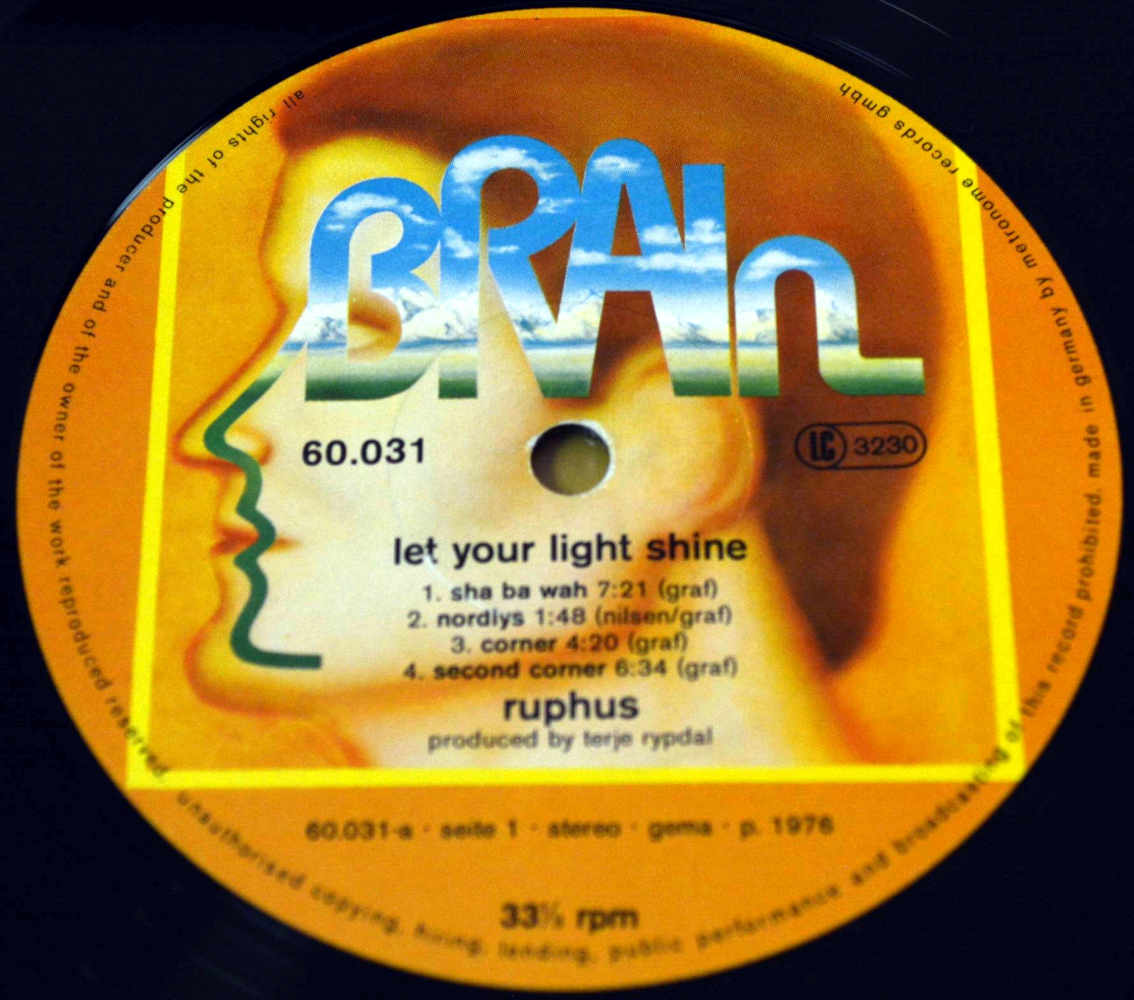 BRAIn
60.031
LC 3230
let your light shine
1. sha ba wah 7:21 (graf)
2. nordlys 1:48 (nilsen/graf)
3. corner 4:20 (graf)
4. second corner 6:34 (graf)
ruphus
produced by terje rypdal
60.031-a · seite 1 · stereo · gema · p. 1976
33⅓ rpm
all rights of the producer and of the owner of the work reproduced reserved. unauthorised copying, hiring, lending, public performance and broadcasting of this record prohibited. made in germany by metronome records gmbh